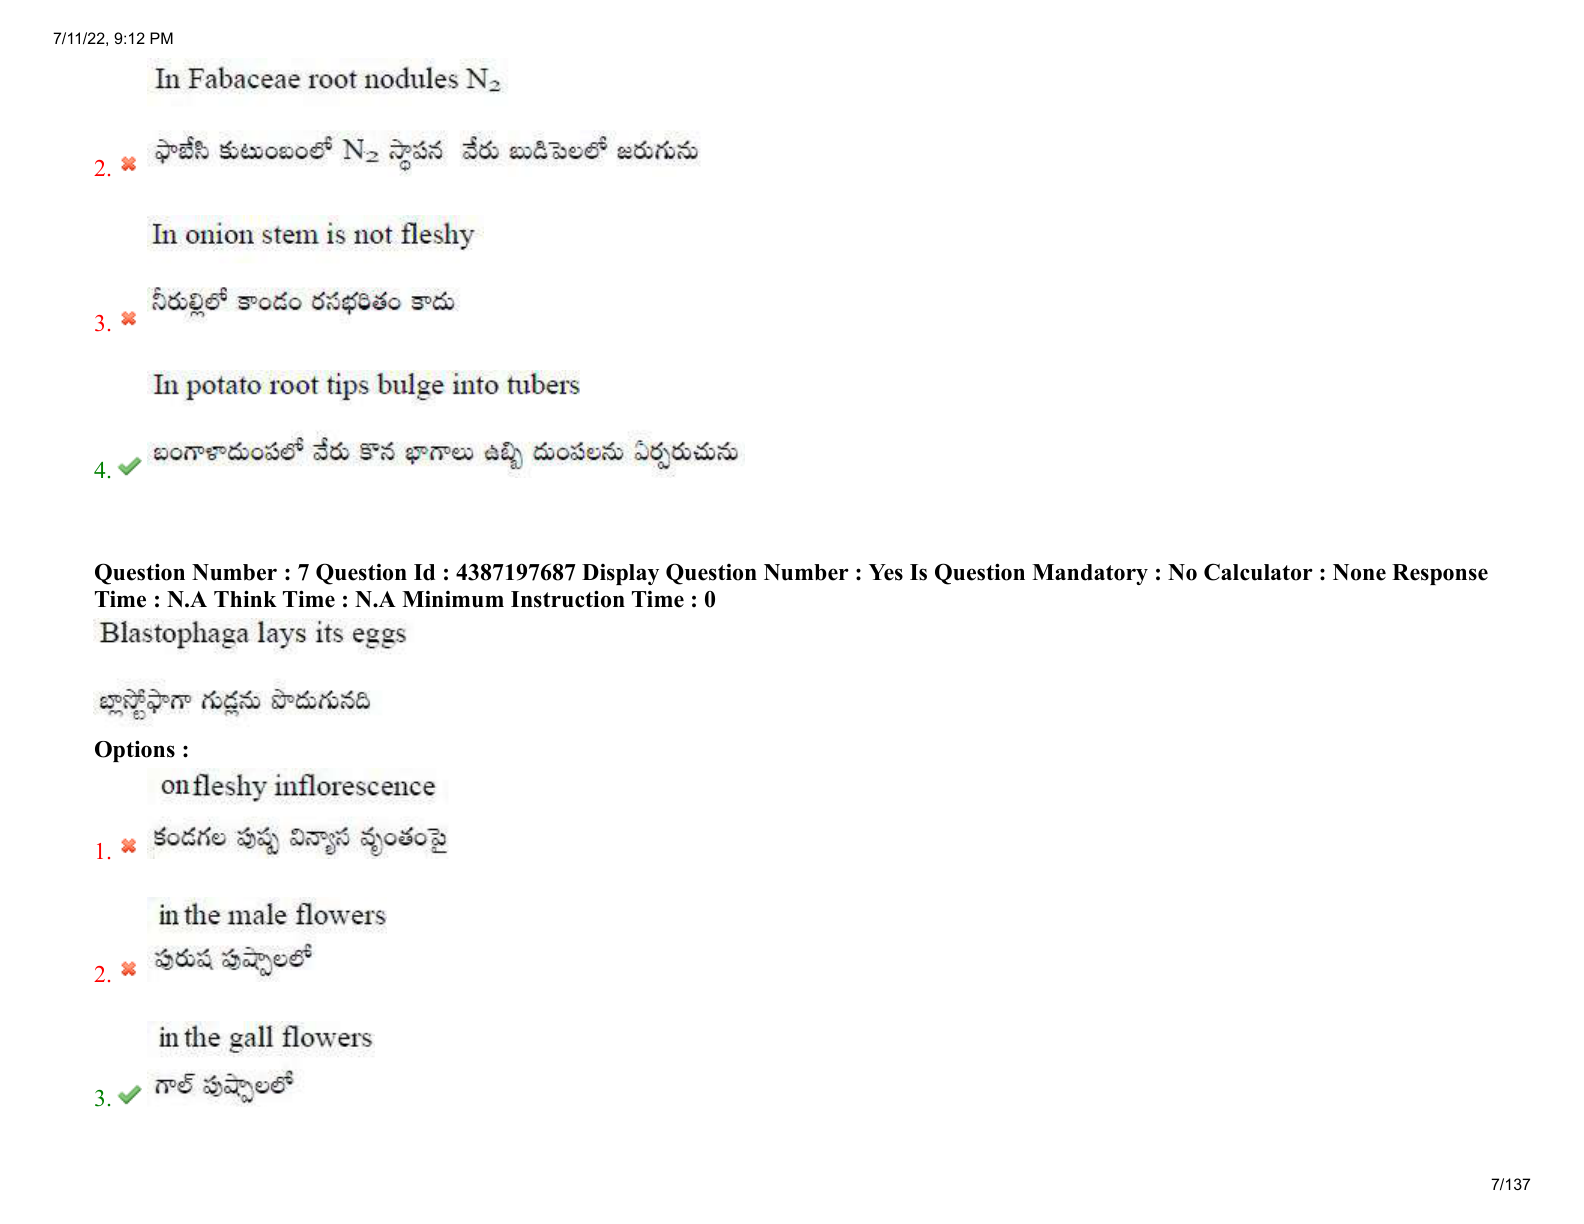 7/11/22, 9:12 PM
In Fabaceae root nodules N₂
2. ఫాబేసి కుటుంబంలో N₂ స్థాపన వేరు బుడిపెలలో జరుగును
In onion stem is not fleshy
3. నీరుల్లిలో కాండం రసభరితం కాదు
In potato root tips bulge into tubers
4. బంగాళాదుంపలో వేరు కొన భాగాలు ఉబ్బి దుంపలను ఏర్పరుచును
Question Number : 7 Question Id : 4387197687 Display Question Number : Yes Is Question Mandatory : No Calculator : None Response
Time : N.A Think Time : N.A Minimum Instruction Time : 0
Blastophaga lays its eggs
బ్లాస్టోఫాగా గుడ్లను పొదుగునది
Options :
on fleshy inflorescence
1. కండగల పుష్ప విన్యాస వృంతంపై
in the male flowers
2. పురుష పుష్పాలలో
in the gall flowers
3. గాల్ పుష్పాలలో
7/137